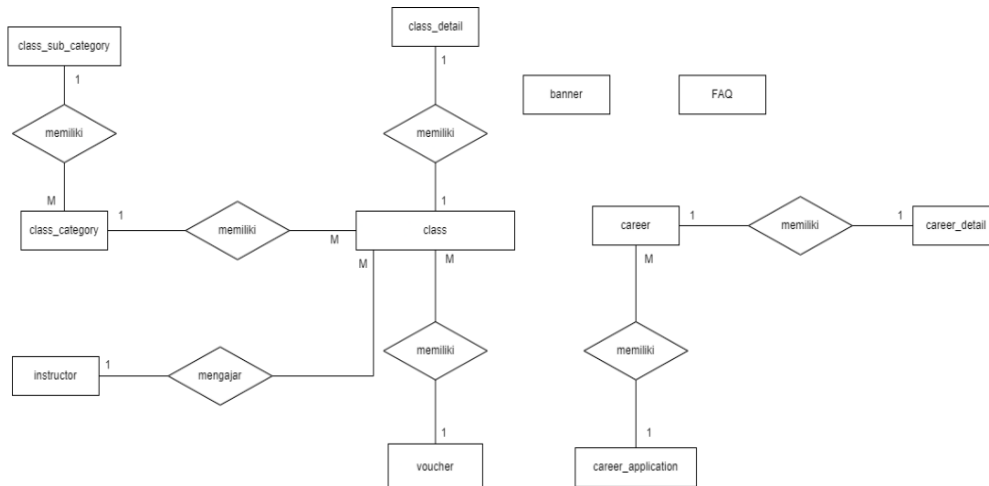 class_detail
class_sub_category
1
1
banner
FAQ
memiliki
memiliki
M
1
class_category
1
memiliki
M
class
career
1
memiliki
1
career_detail
M
M
M
memiliki
memiliki
instructor
1
mengajar
1
1
voucher
career_application